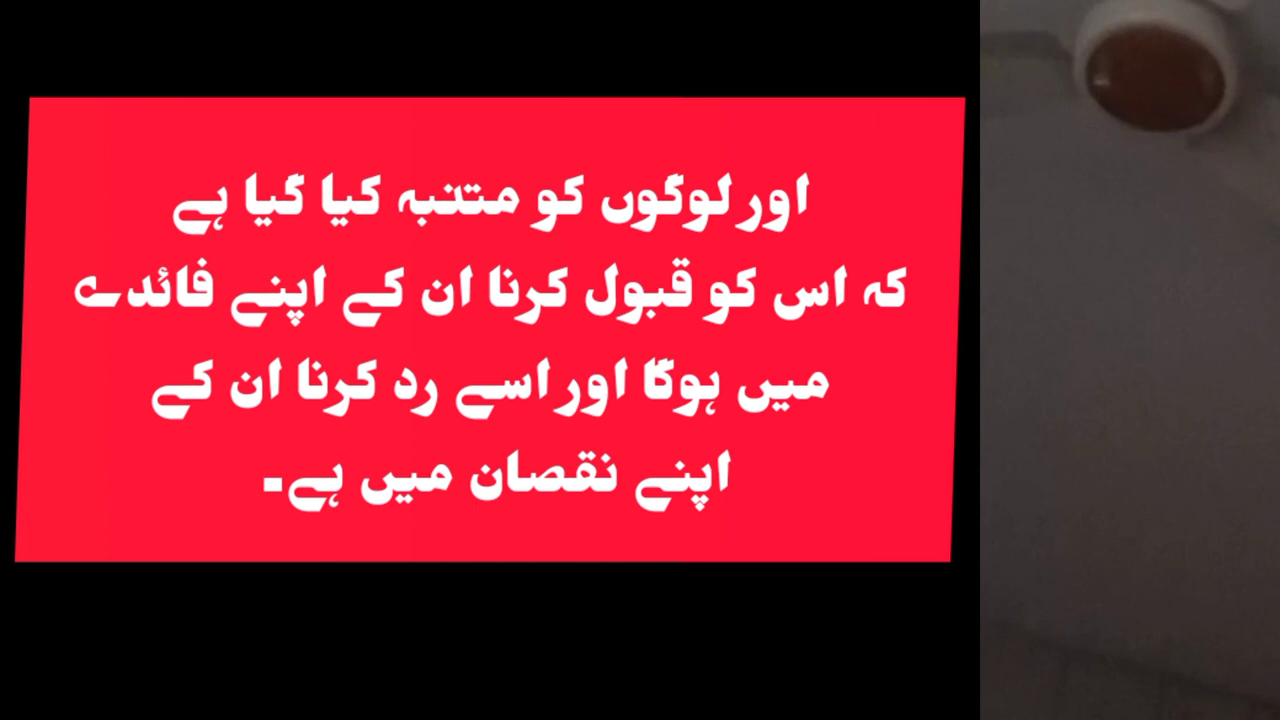 اور لوگوں کو متنبہ کیا گیا ہے
کہ اس کو قبول کرنا ان کے اپنے فائدے
میں ہوگا اور اسے رد کرنا ان کے
اپنے نقصان میں ہے۔